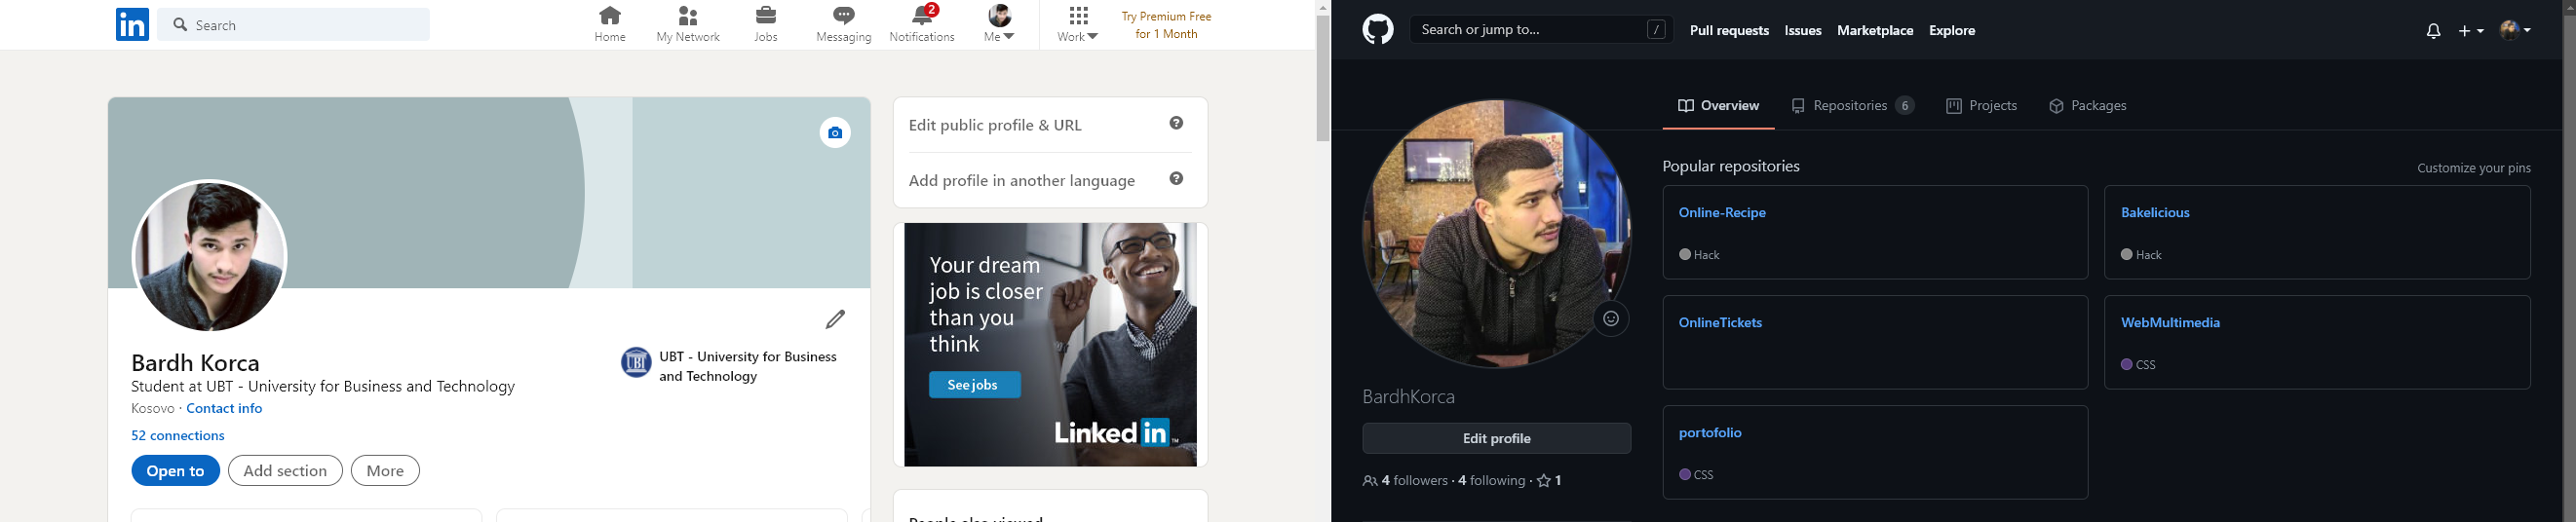 in
Search
Home
My Network
Jobs
Messaging
2
Notifications
Me
Work
Try Premium Free
for 1 Month
Edit public profile & URL
?
Add profile in another language
?
Your dream
job is closer
than you
think
See jobs
Linked in ™
Bardh Korca
Student at UBT - University for Business and Technology
Kosovo · Contact info
52 connections
Open to
Add section
More
UBT
UBT - University for Business
and Technology
Search or jump to...
/
Pull requests
Issues
Marketplace
Explore
Overview
Repositories 6
Projects
Packages
Popular repositories
Customize your pins
Online-Recipe
Hack
Bakelicious
Hack
OnlineTickets
WebMultimedia
CSS
portofolio
CSS
BardhKorca
Edit profile
4 followers · 4 following · 1